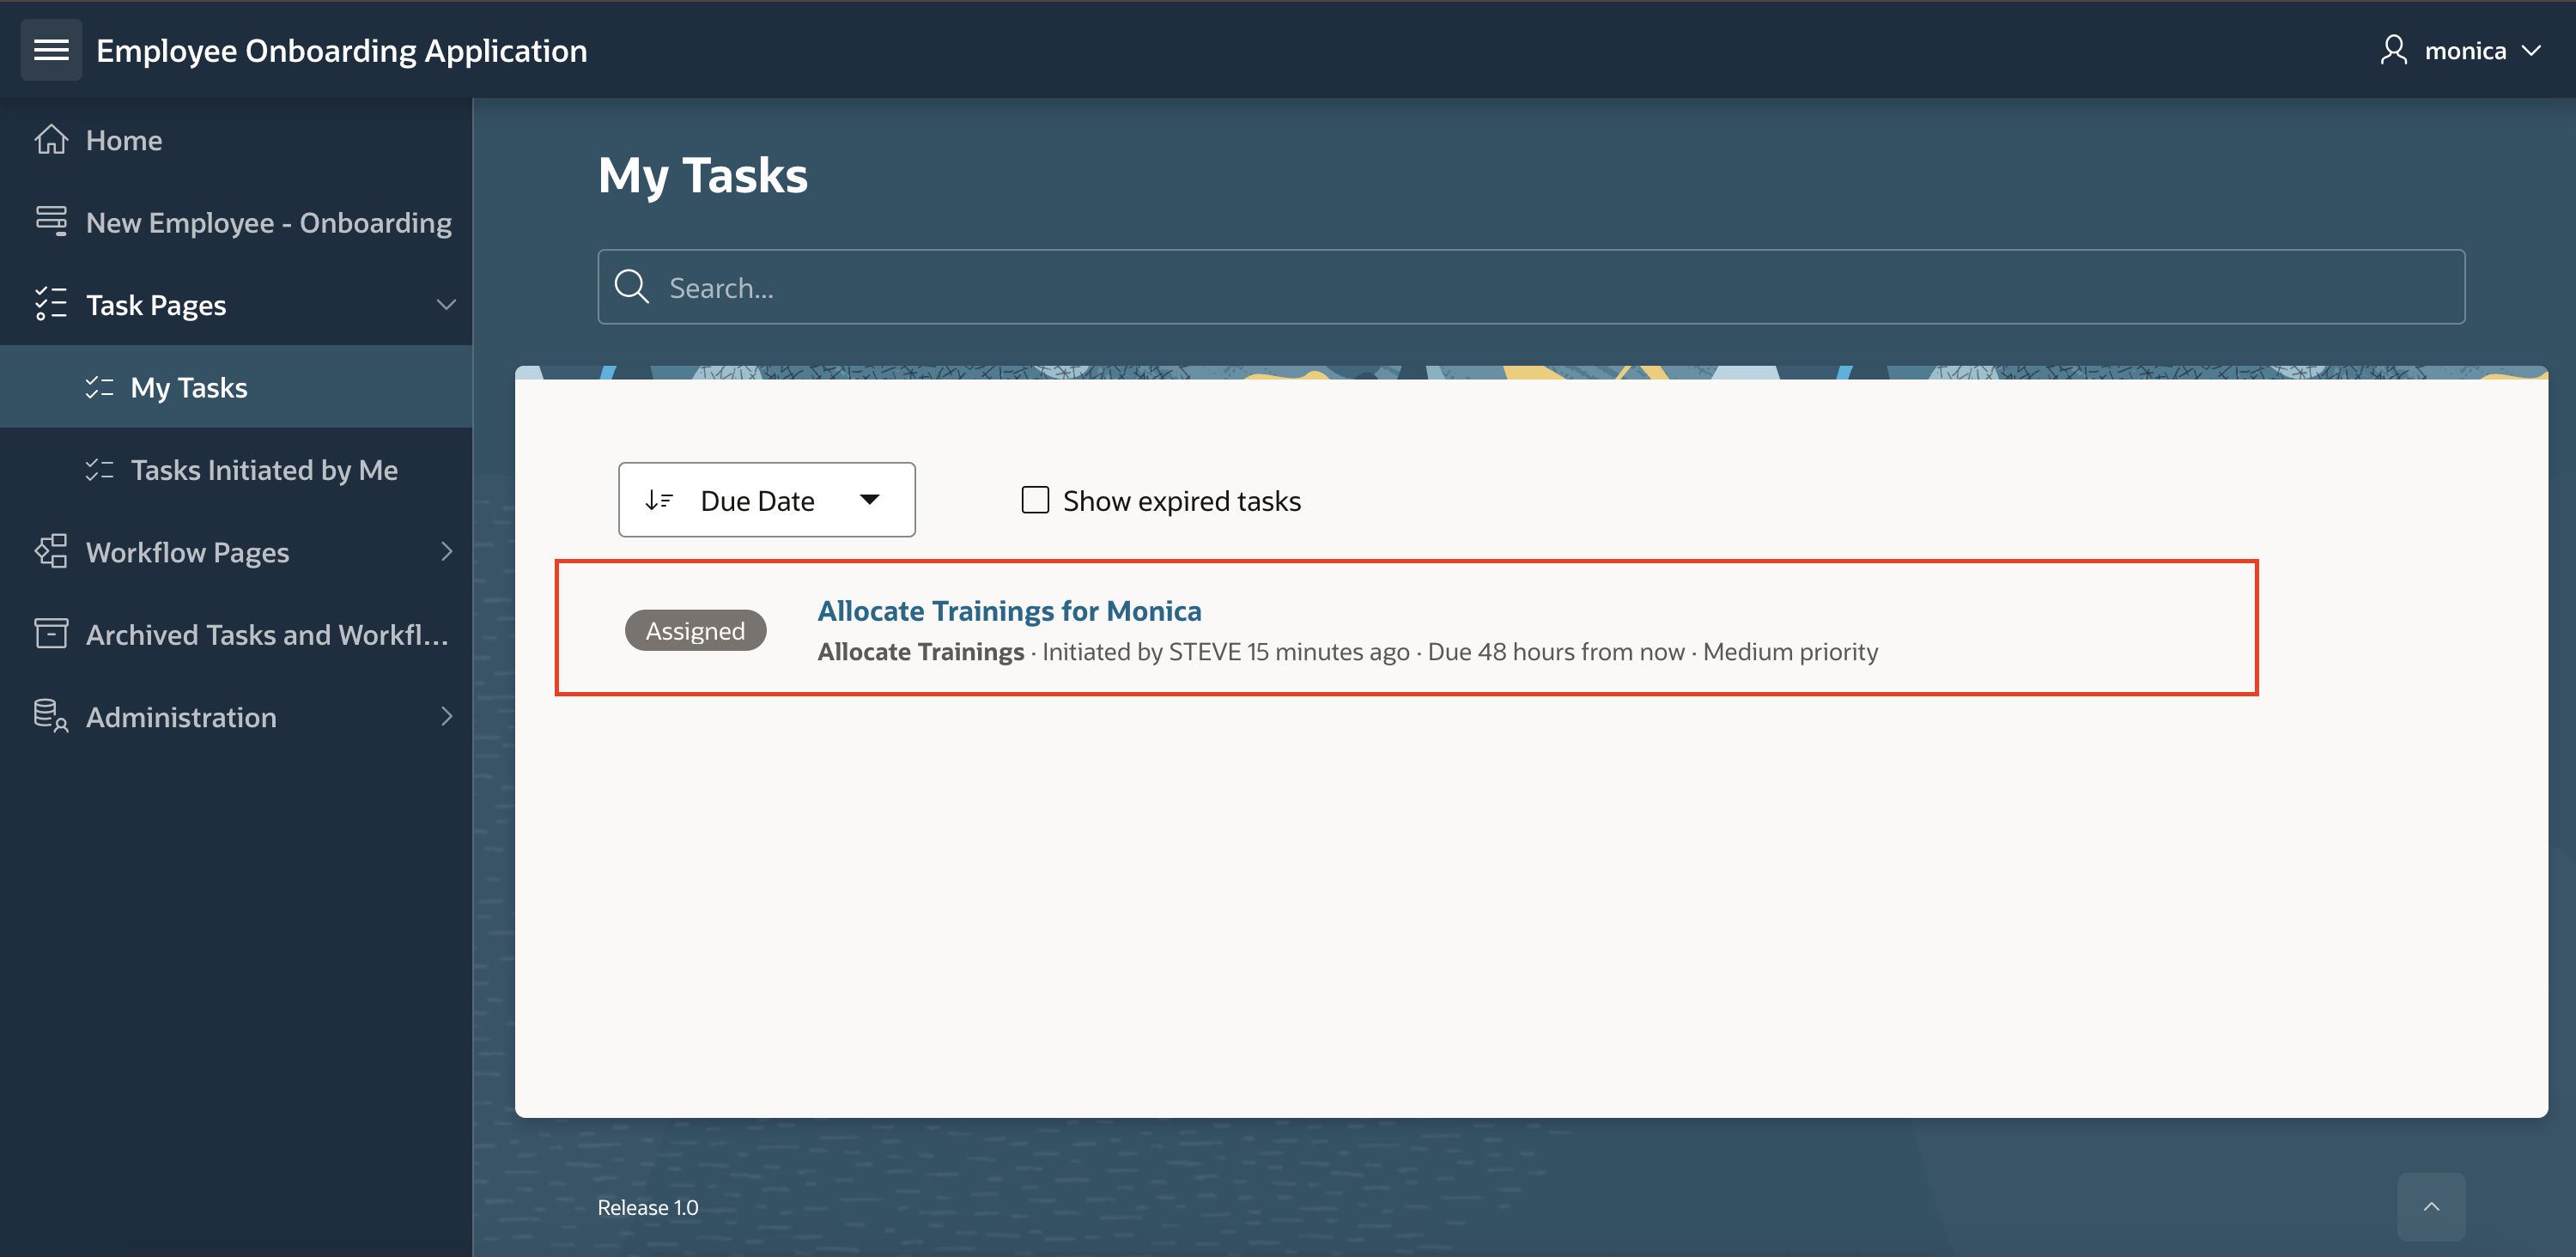 Employee Onboarding Application
monica
Home
New Employee - Onboarding
Task Pages
My Tasks
Tasks Initiated by Me
Workflow Pages
Archived Tasks and Workfl...
Administration
My Tasks
Search...
Due Date
Show expired tasks
Assigned
Allocate Trainings for Monica
Allocate Trainings · Initiated by STEVE 15 minutes ago · Due 48 hours from now · Medium priority
Release 1.0